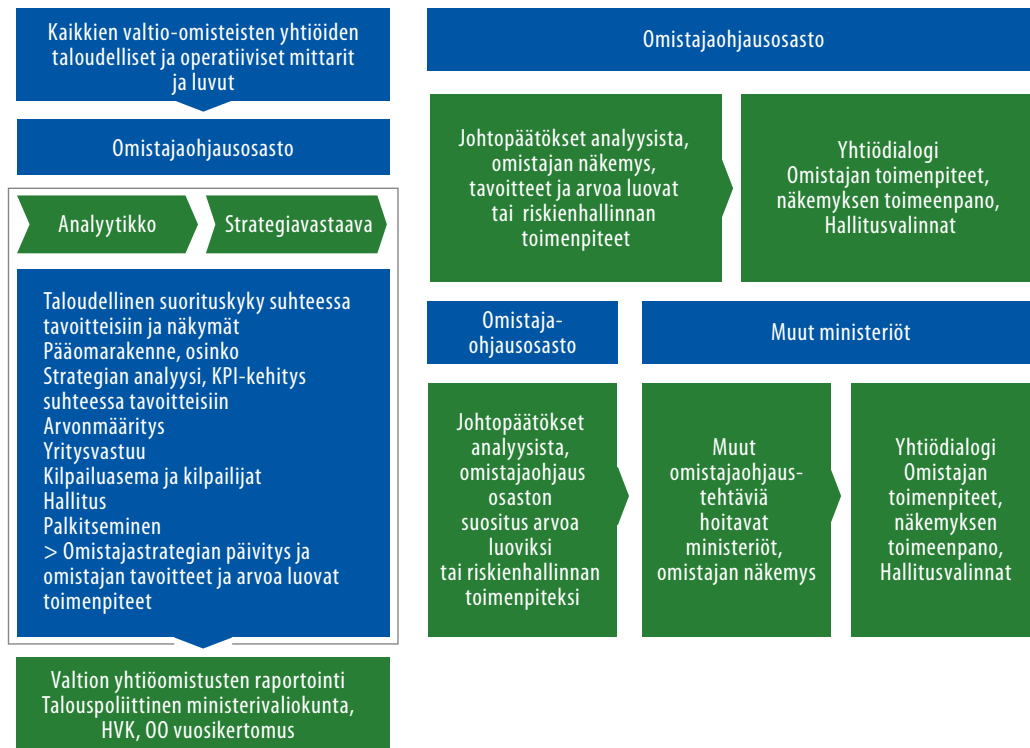 Kaikkien valtio-omisteisten yhtiöiden
taloudelliset ja operatiiviset mittarit
ja luvut
Omistajaohjausosasto
Analyytikko
Strategiavastaava
Taloudellinen suorituskyky suhteessa
tavoitteisiin ja näkymät
Pääomarakenne, osinko
Strategian analyysi, KPI-kehitys
suhteessa tavoitteisiin
Arvonmääritys
Yritysvastuu
Kilpailuasema ja kilpailijat
Hallitus
Palkitseminen
> Omistajastrategian päivitys ja
omistajan tavoitteet ja arvoa luovat
toimenpiteet
Valtion yhtiöomistusten raportointi
Talouspoliittinen ministerivaliokunta,
HVK, OO vuosikertomus
Omistajaohjausosasto
Johtopäätökset analyysista,
omistajan näkemys,
tavoitteet ja arvoa luovat
tai riskienhallinnan
toimenpiteet
Yhtiödialogi
Omistajan toimenpiteet,
näkemyksen toimeenpano,
Hallitusvalinnat
Omistaja-
ohjausosasto
Muut ministeriöt
Johtopäätökset
analyysista,
omistajaohjaus
osaston
suositus arvoa
luoviksi
tai riskienhallinnan
toimenpiteksi
Muut
omistajaohjaus-
tehtäviä
hoitavat
ministeriöt,
omistajan näkemys
Yhtiödialogi
Omistajan
toimenpiteet,
näkemyksen
toimeenpano,
Hallitusvalinnat